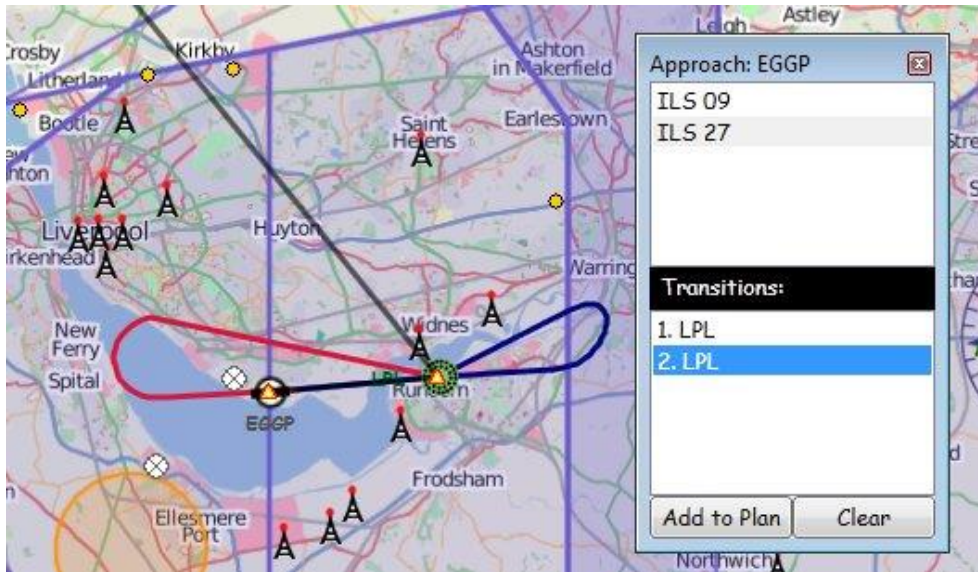 Crosby
Kirkby
Litherland
Bootle
Liverpool
Huyton
Saint
Helens
Ashton
in Makerfield
Earlestown
Astley
Leigh
Widnes
New
Ferry
Spital
EGGP
LPL
Runcorn
Frodsham
Ellesmere
Port
Northwich
Approach: EGGP
ILS 09
ILS 27
Transitions:
1. LPL
2. LPL
Add to Plan
Clear